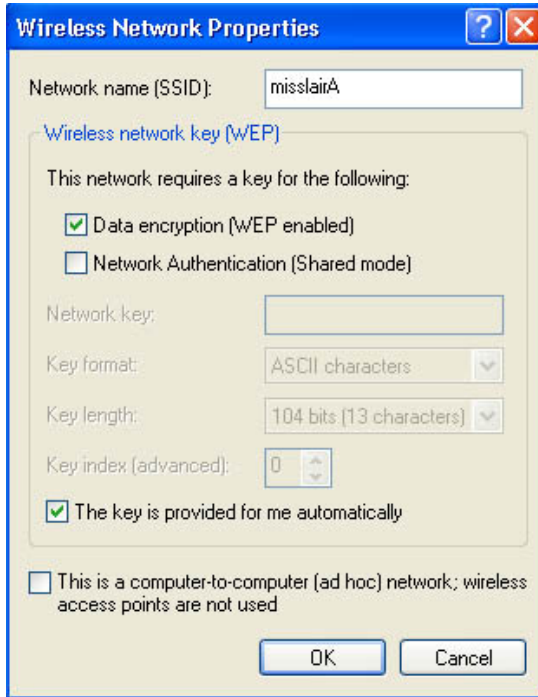 Wireless Network Properties
Network name (SSID): misslairA
Wireless network key (WEP)
This network requires a key for the following:
Data encryption (WEP enabled)
Network Authentication (Shared mode)
Network key:
Key format: ASCII characters
Key length: 104 bits (13 characters)
Key index (advanced): 0
The key is provided for me automatically
This is a computer-to-computer (ad hoc) network; wireless
access points are not used
OK Cancel